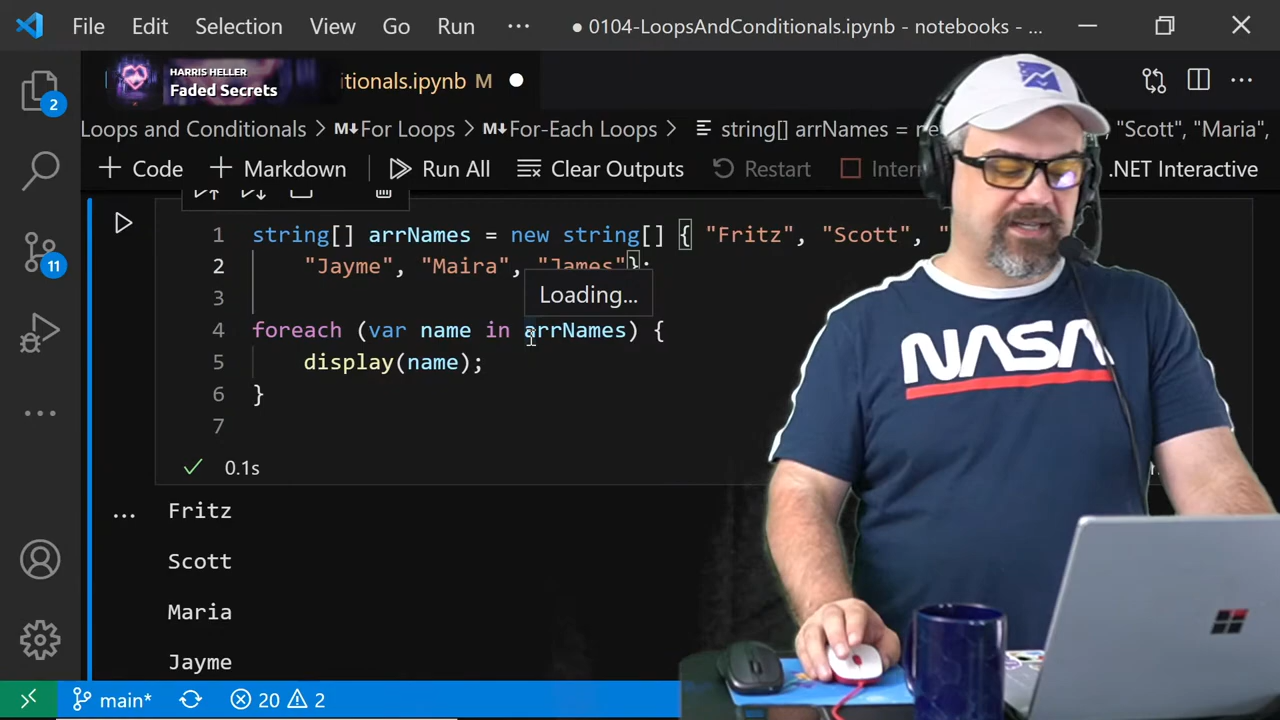 File Edit Selection View Go Run ··· ● 0104-LoopsAndConditionals.ipynb - notebooks - ...
HARRIS HELLER
Faded Secrets
itionals.ipynb M
Loops and Conditionals > M↓For Loops > M↓For-Each Loops > string[] arrNames = "Scott", "Maria",
+ Code + Markdown Run All Clear Outputs Restart .NET Interactive
1 string[] arrNames = new string[] { "Fritz", "Scott", "
2 "Jayme", "Maira", "James"};
Loading...
3
4 foreach (var name in arrNames) {
5 display(name);
6 }
7
0.1s
... Fritz
Scott
Maria
Jayme
2
11
main* 20 2
NASA